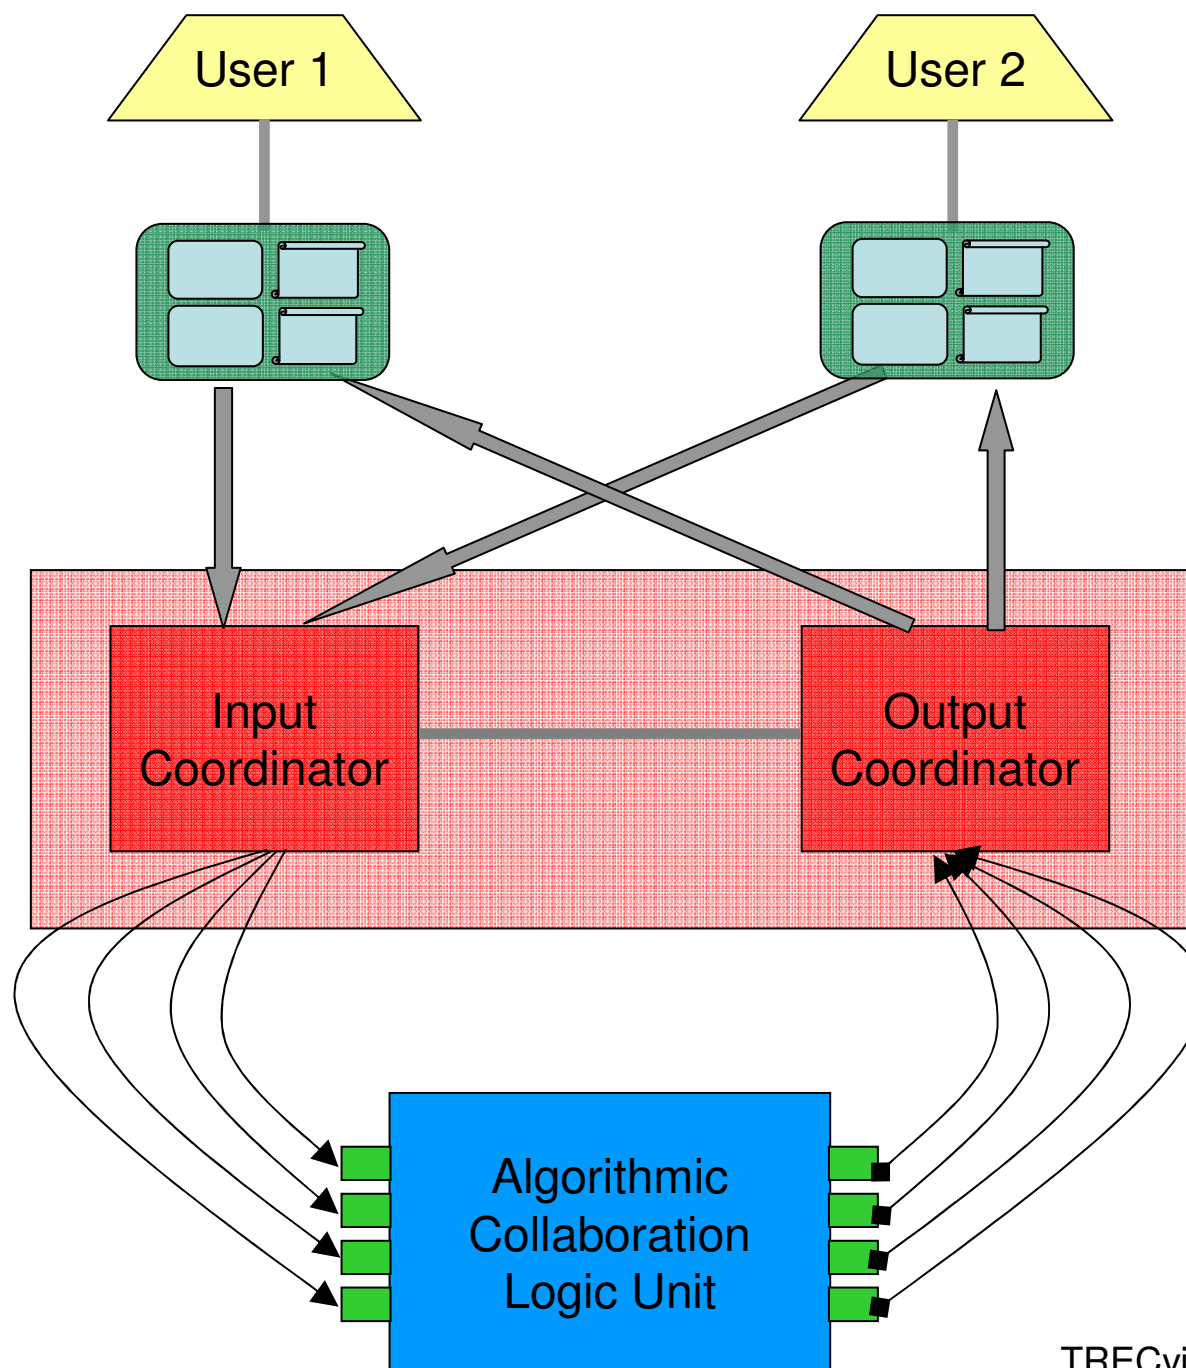 User 1
User 2
Input
Coordinator
Output
Coordinator
Algorithmic
Collaboration
Logic Unit